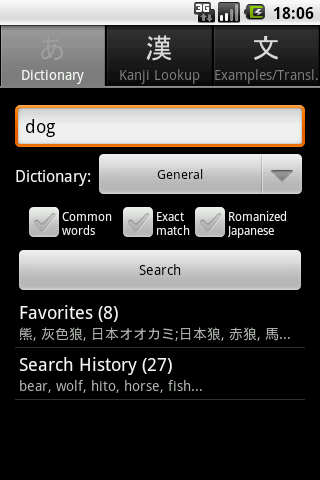 3G 18:06
あ 漢 文
Dictionary Kanji Lookup Examples/Transl.
dog
Dictionary: General
Common words Exact match Romanized Japanese
Search
Favorites (8)
熊, 灰色狼, 日本オオカミ;日本狼, 赤狼, 馬...
Search History (27)
bear, wolf, hito, horse, fish...